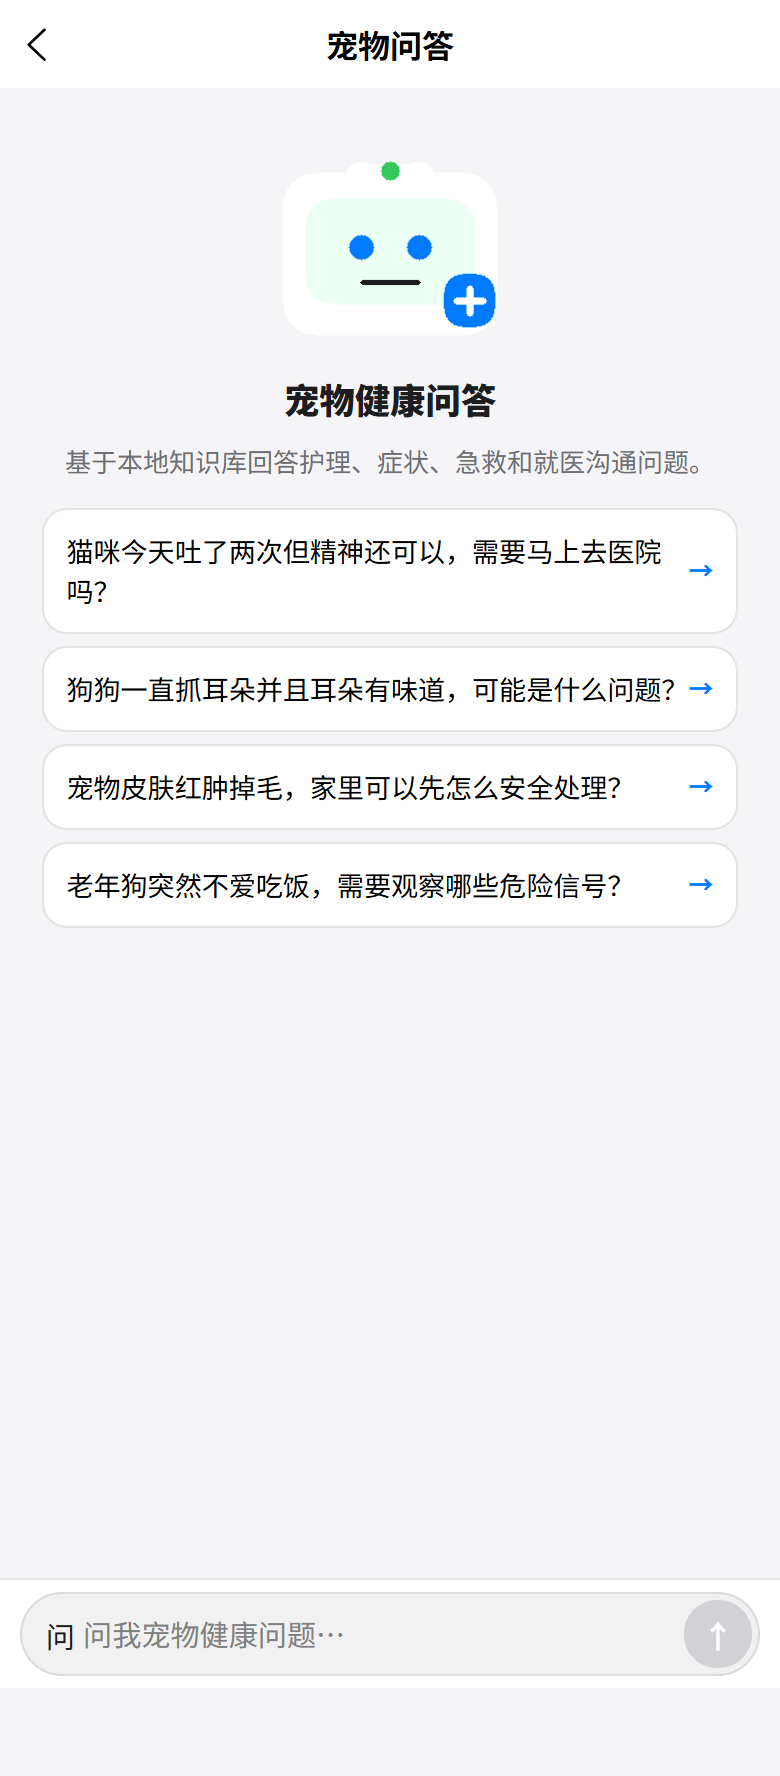 宠物问答
宠物健康问答
基于本地知识库回答护理、症状、急救和就医沟通问题。
猫咪今天吐了两次但精神还可以，需要马上去医院
吗？
→
狗狗一直抓耳朵并且耳朵有味道，可能是什么问题？ →
宠物皮肤红肿掉毛，家里可以先怎么安全处理？ →
老年狗突然不爱吃饭，需要观察哪些危险信号？ →
问 问我宠物健康问题… ↑